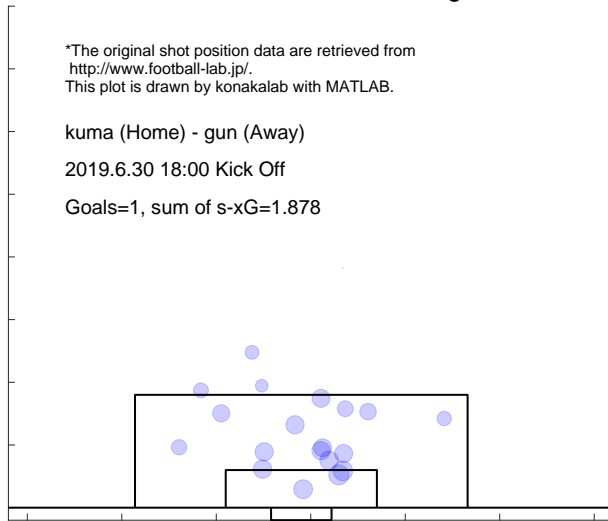 *The original shot position data are retrieved from
http://www.football-lab.jp/.
This plot is drawn by konakalab with MATLAB.
kuma (Home) - gun (Away)
2019.6.30 18:00 Kick Off
Goals=1, sum of s-xG=1.878